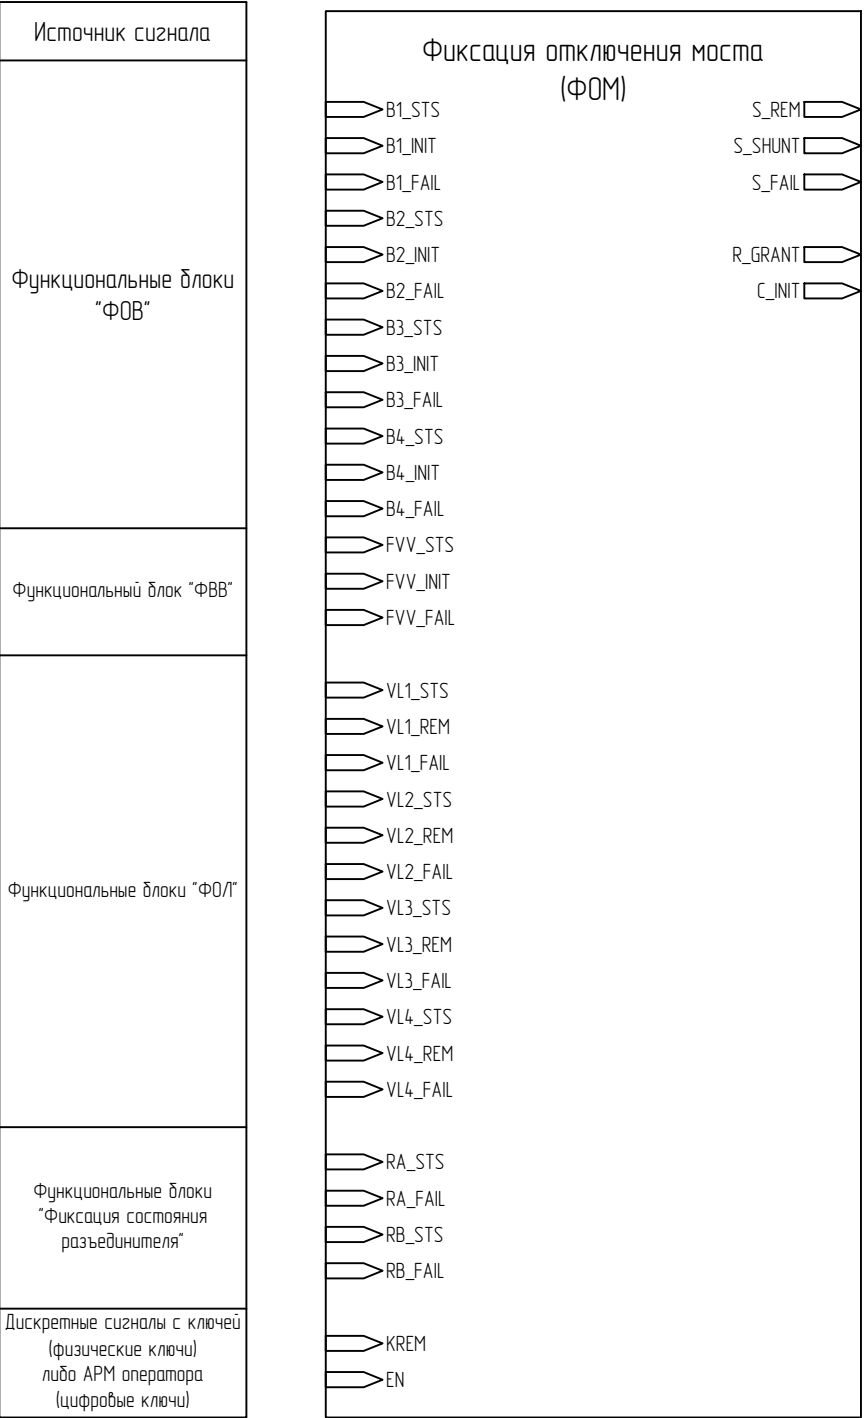 Источник сигнала
Функциональные блоки
"ФОВ"
Функциональный блок "ФВВ"
Функциональные блоки "ФОЛ"
Функциональные блоки
"Фиксация состояния
разъединителя"
Дискретные сигналы с ключей
(физические ключи)
либо АРМ оператора
(цифровые ключи)
Фиксация отключения моста
(ФОМ)
B1_STS
B1_INIT
B1_FAIL
B2_STS
B2_INIT
B2_FAIL
B3_STS
B3_INIT
B3_FAIL
B4_STS
B4_INIT
B4_FAIL
FVV_STS
FVV_INIT
FVV_FAIL
VL1_STS
VL1_REM
VL1_FAIL
VL2_STS
VL2_REM
VL2_FAIL
VL3_STS
VL3_REM
VL3_FAIL
VL4_STS
VL4_REM
VL4_FAIL
RA_STS
RA_FAIL
RB_STS
RB_FAIL
KREM
EN
S_REM
S_SHUNT
S_FAIL
R_GRANT
C_INIT